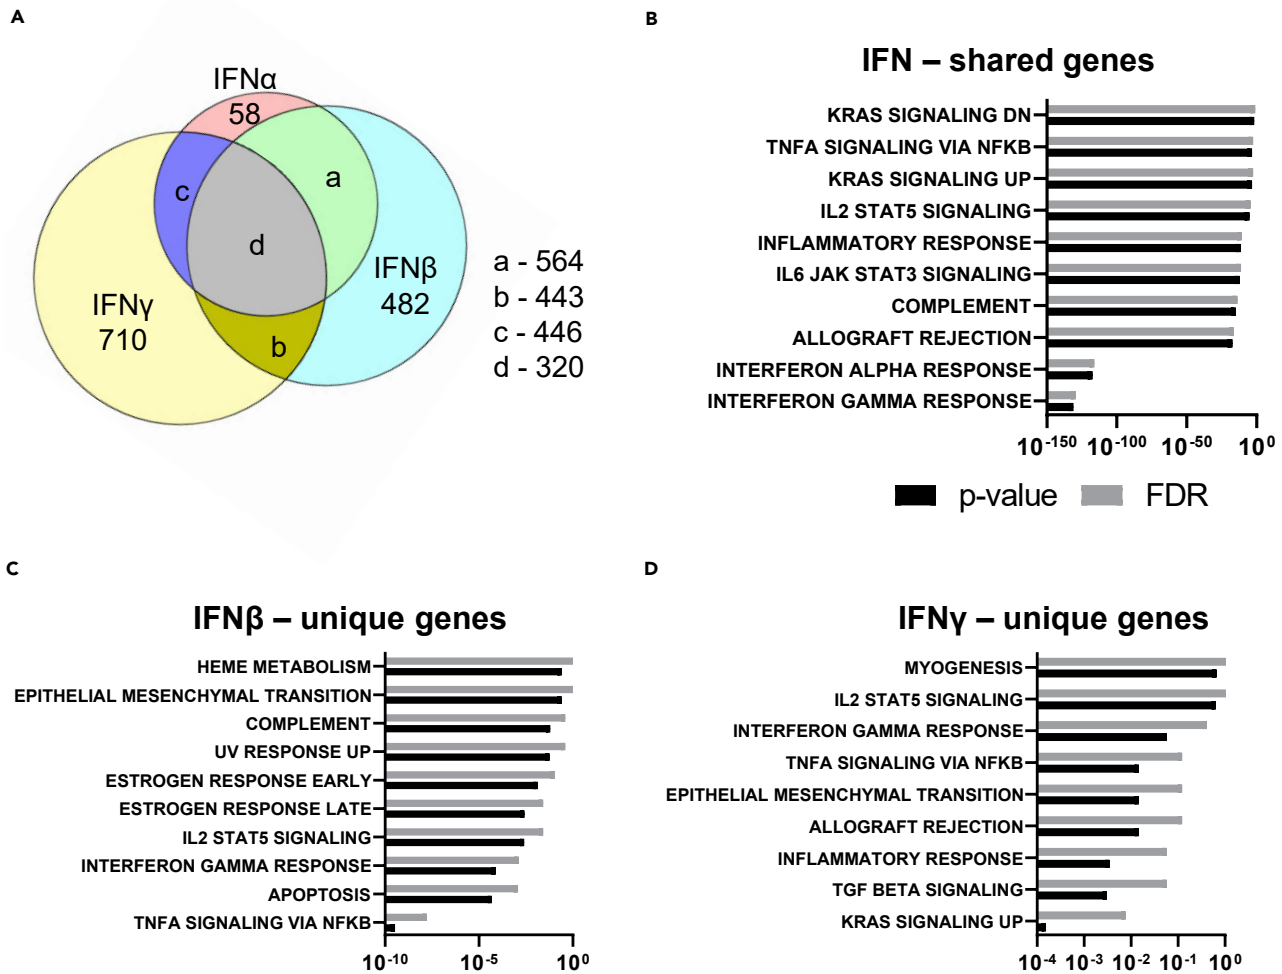 A
IFNα
58
c
a
d
IFNβ
482
IFNγ
710
b
a - 564
b - 443
c - 446
d - 320
B
IFN – shared genes
KRAS SIGNALING DN
TNFA SIGNALING VIA NFKB
KRAS SIGNALING UP
IL2 STAT5 SIGNALING
INFLAMMATORY RESPONSE
IL6 JAK STAT3 SIGNALING
COMPLEMENT
ALLOGRAFT REJECTION
INTERFERON ALPHA RESPONSE
INTERFERON GAMMA RESPONSE
10-150 10-100 10-50 100
p-value FDR
C
IFNβ – unique genes
HEME METABOLISM
EPITHELIAL MESENCHYMAL TRANSITION
COMPLEMENT
UV RESPONSE UP
ESTROGEN RESPONSE EARLY
ESTROGEN RESPONSE LATE
IL2 STAT5 SIGNALING
INTERFERON GAMMA RESPONSE
APOPTOSIS
TNFA SIGNALING VIA NFKB
10-10 10-5 100
D
IFNγ – unique genes
MYOGENESIS
IL2 STAT5 SIGNALING
INTERFERON GAMMA RESPONSE
TNFA SIGNALING VIA NFKB
EPITHELIAL MESENCHYMAL TRANSITION
ALLOGRAFT REJECTION
INFLAMMATORY RESPONSE
TGF BETA SIGNALING
KRAS SIGNALING UP
10-4 10-3 10-2 10-1 100